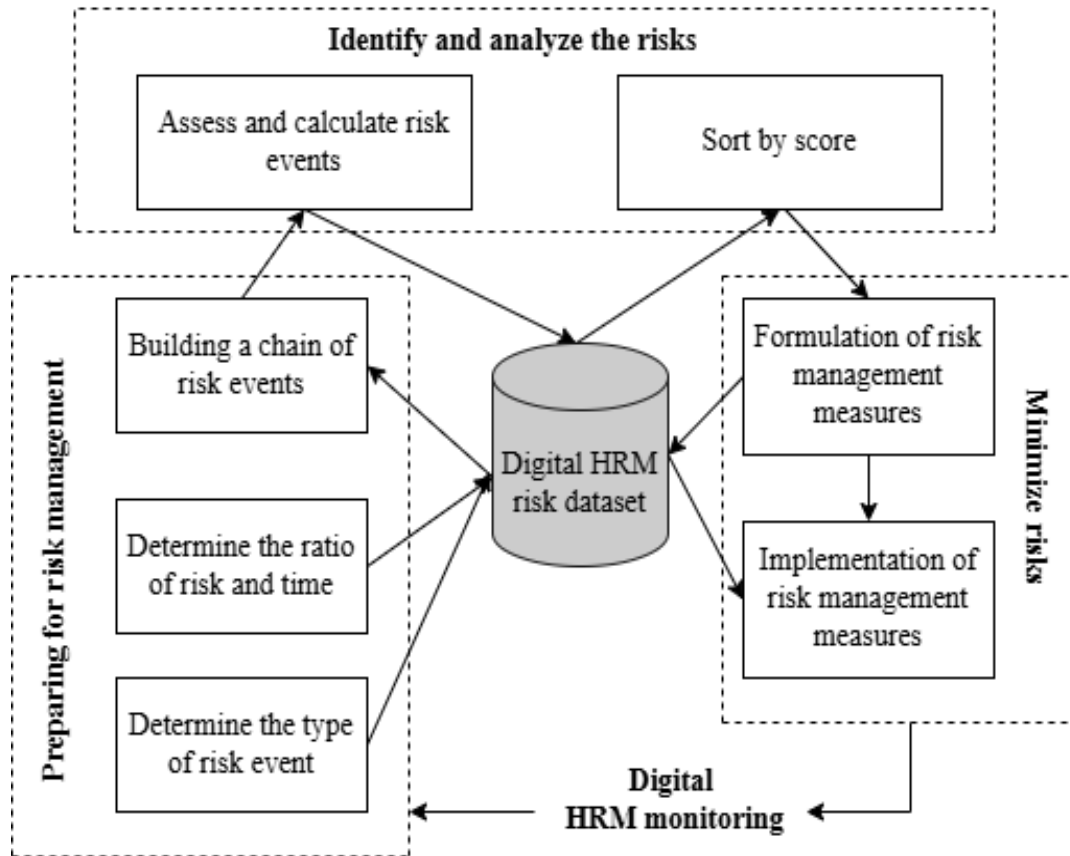 Identify and analyze the risks
Assess and calculate risk
events
Sort by score
Preparing for risk management
Building a chain of
risk events
Determine the ratio
of risk and time
Determine the type
of risk event
Digital HRM
risk dataset
Formulation of risk
management
measures
Implementation of
risk management
measures
Minimize risks
Digital
HRM monitoring